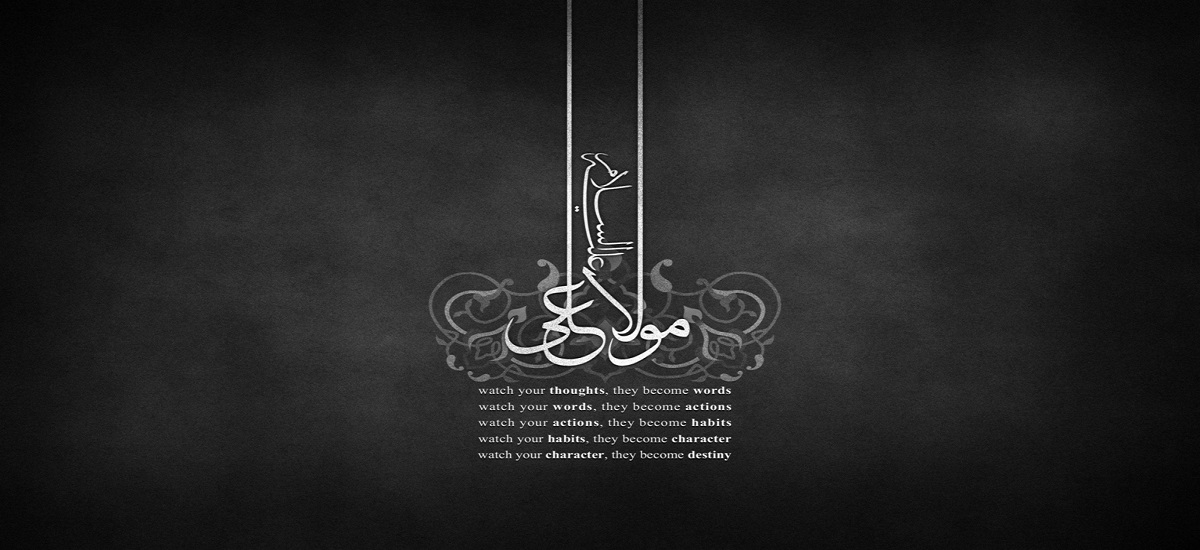 علیه السلام
مولا علی
watch your thoughts, they become words
watch your words, they become actions
watch your actions, they become habits
watch your habits, they become character
watch your character, they become destiny